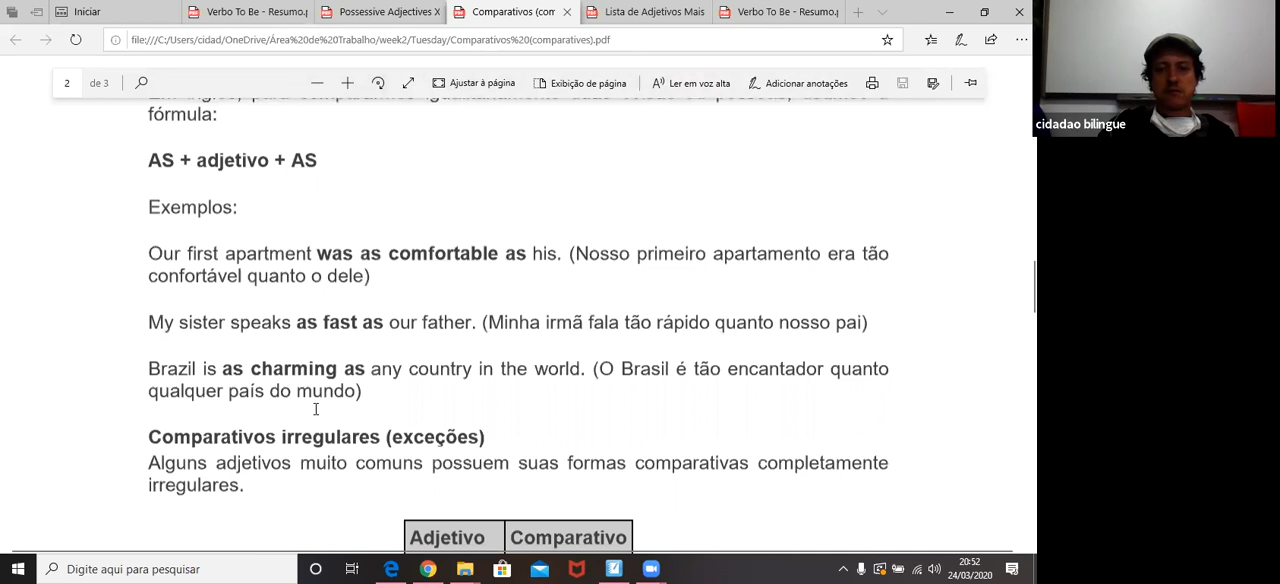 Iniciar
Verbo To Be - Resumo.p
Possessive Adjectives X
Comparativos (com
Lista de Adjetivos Mais
Verbo To Be - Resumo.p
file:///C:/Users/cidad/OneDrive/Área%20de%20Trabalho/week2/Tuesday/Comparativos%20(comparatives).pdf
2 de 3
Ajustar à página
Exibição de página
Ler em voz alta
Adicionar anotações
cidadao bilingue
fórmula:
AS + adjetivo + AS
Exemplos:
Our first apartment was as comfortable as his. (Nosso primeiro apartamento era tão
confortável quanto o dele)
My sister speaks as fast as our father. (Minha irmã fala tão rápido quanto nosso pai)
Brazil is as charming as any country in the world. (O Brasil é tão encantador quanto
qualquer país do mundo)
Comparativos irregulares (exceções)
Alguns adjetivos muito comuns possuem suas formas comparativas completamente
irregulares.
Adjetivo Comparativo
Digite aqui para pesquisar
20:52
24/03/2020